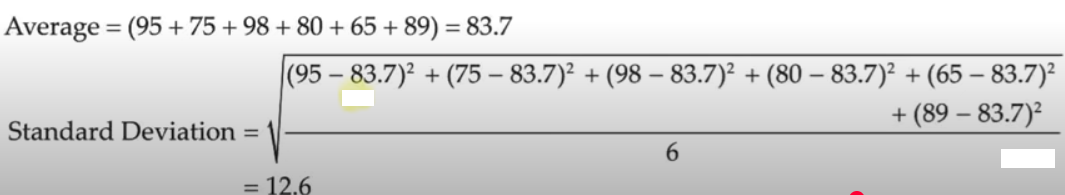 Average = (95 + 75 + 98 + 80 + 65 + 89) = 83.7
(95 – 83.7)² + (75 – 83.7)² + (98 – 83.7)² + (80 – 83.7)² + (65 – 83.7)²
+ (89 – 83.7)²
Standard Deviation = √
6
= 12.6